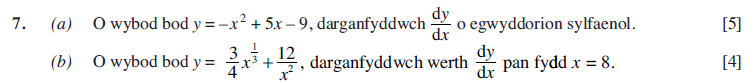 7. (a) O wybod bod y = –x² + 5x – 9, darganfyddwch dy/dx o egwyddorion sylfaenol. [5]
(b) O wybod bod y = 3/4 x^(1/3) + 12/x², darganfyddwch werth dy/dx pan fydd x = 8. [4]